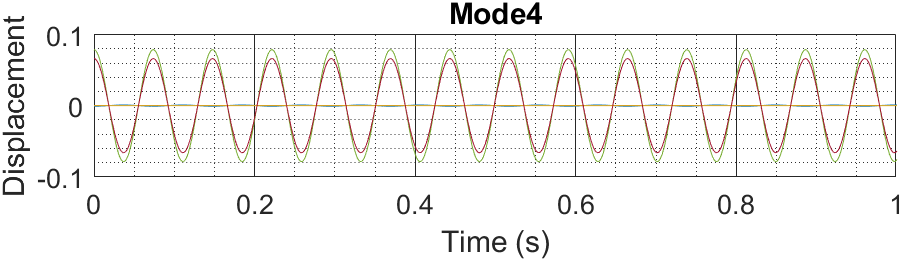 Mode4
Displacement
0.1
0
-0.1
0 0.2 0.4 0.6 0.8 1
Time (s)